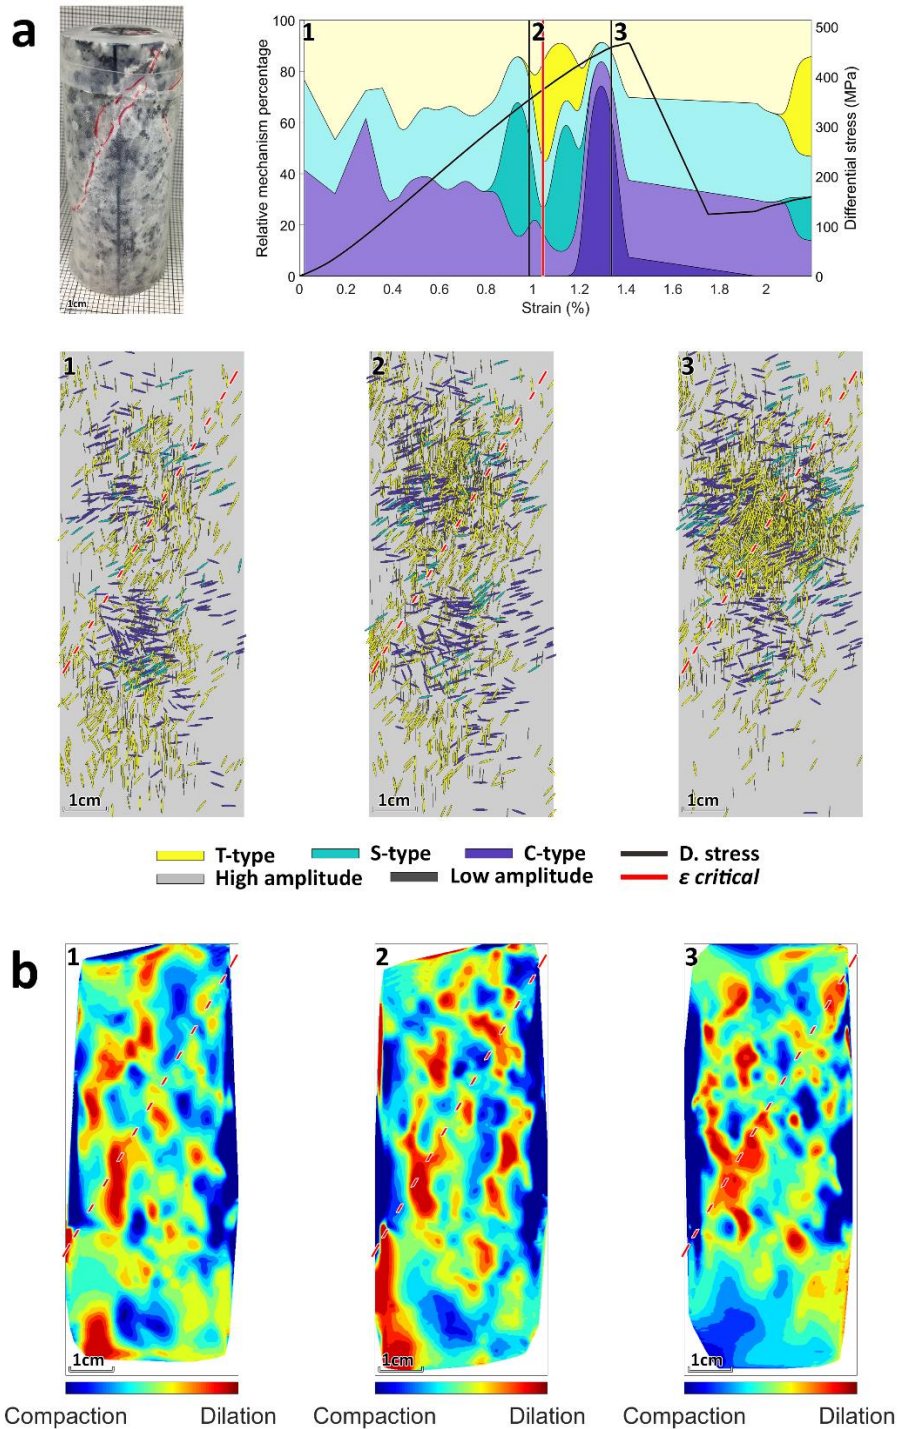 a
1cm
1 2 3
Relative mechanism percentage
100
80
60
40
20
0
0 0.2 0.4 0.6 0.8 1 1.2 1.4 1.6 1.8 2
Strain (%)
500
400
300
200
100
0
Differential stress (MPa)
1 2 3
1cm 1cm 1cm
T-type S-type C-type D. stress
High amplitude Low amplitude ε critical
b
1 2 3
1cm 1cm 1cm
Compaction Dilation Compaction Dilation Compaction Dilation